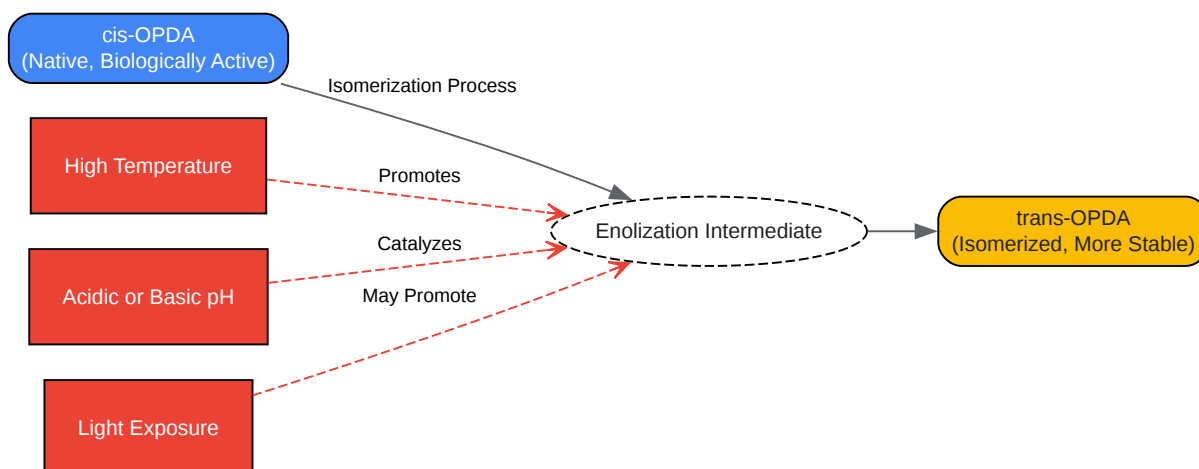 cis-OPDA
(Native, Biologically Active)
Isomerization Process
High Temperature
Promotes
Enolization Intermediate
trans-OPDA
(Isomerized, More Stable)
Catalyzes
Acidic or Basic pH
May Promote
Light Exposure